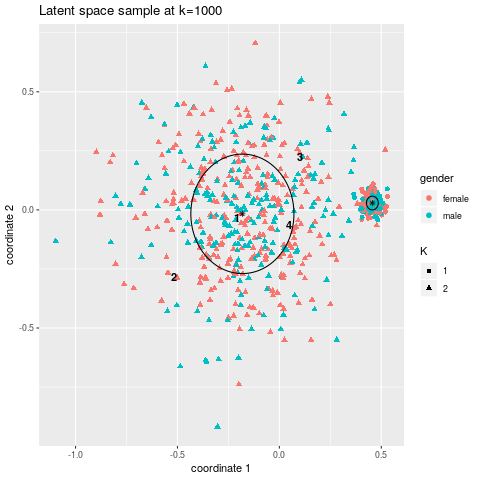 Latent space sample at k=1000
0.5
0.0
-0.5
-1.0
-0.5
0.0
0.5
coordinate 1
coordinate 2
1
2
3
4
gender
female
male
K
1
2